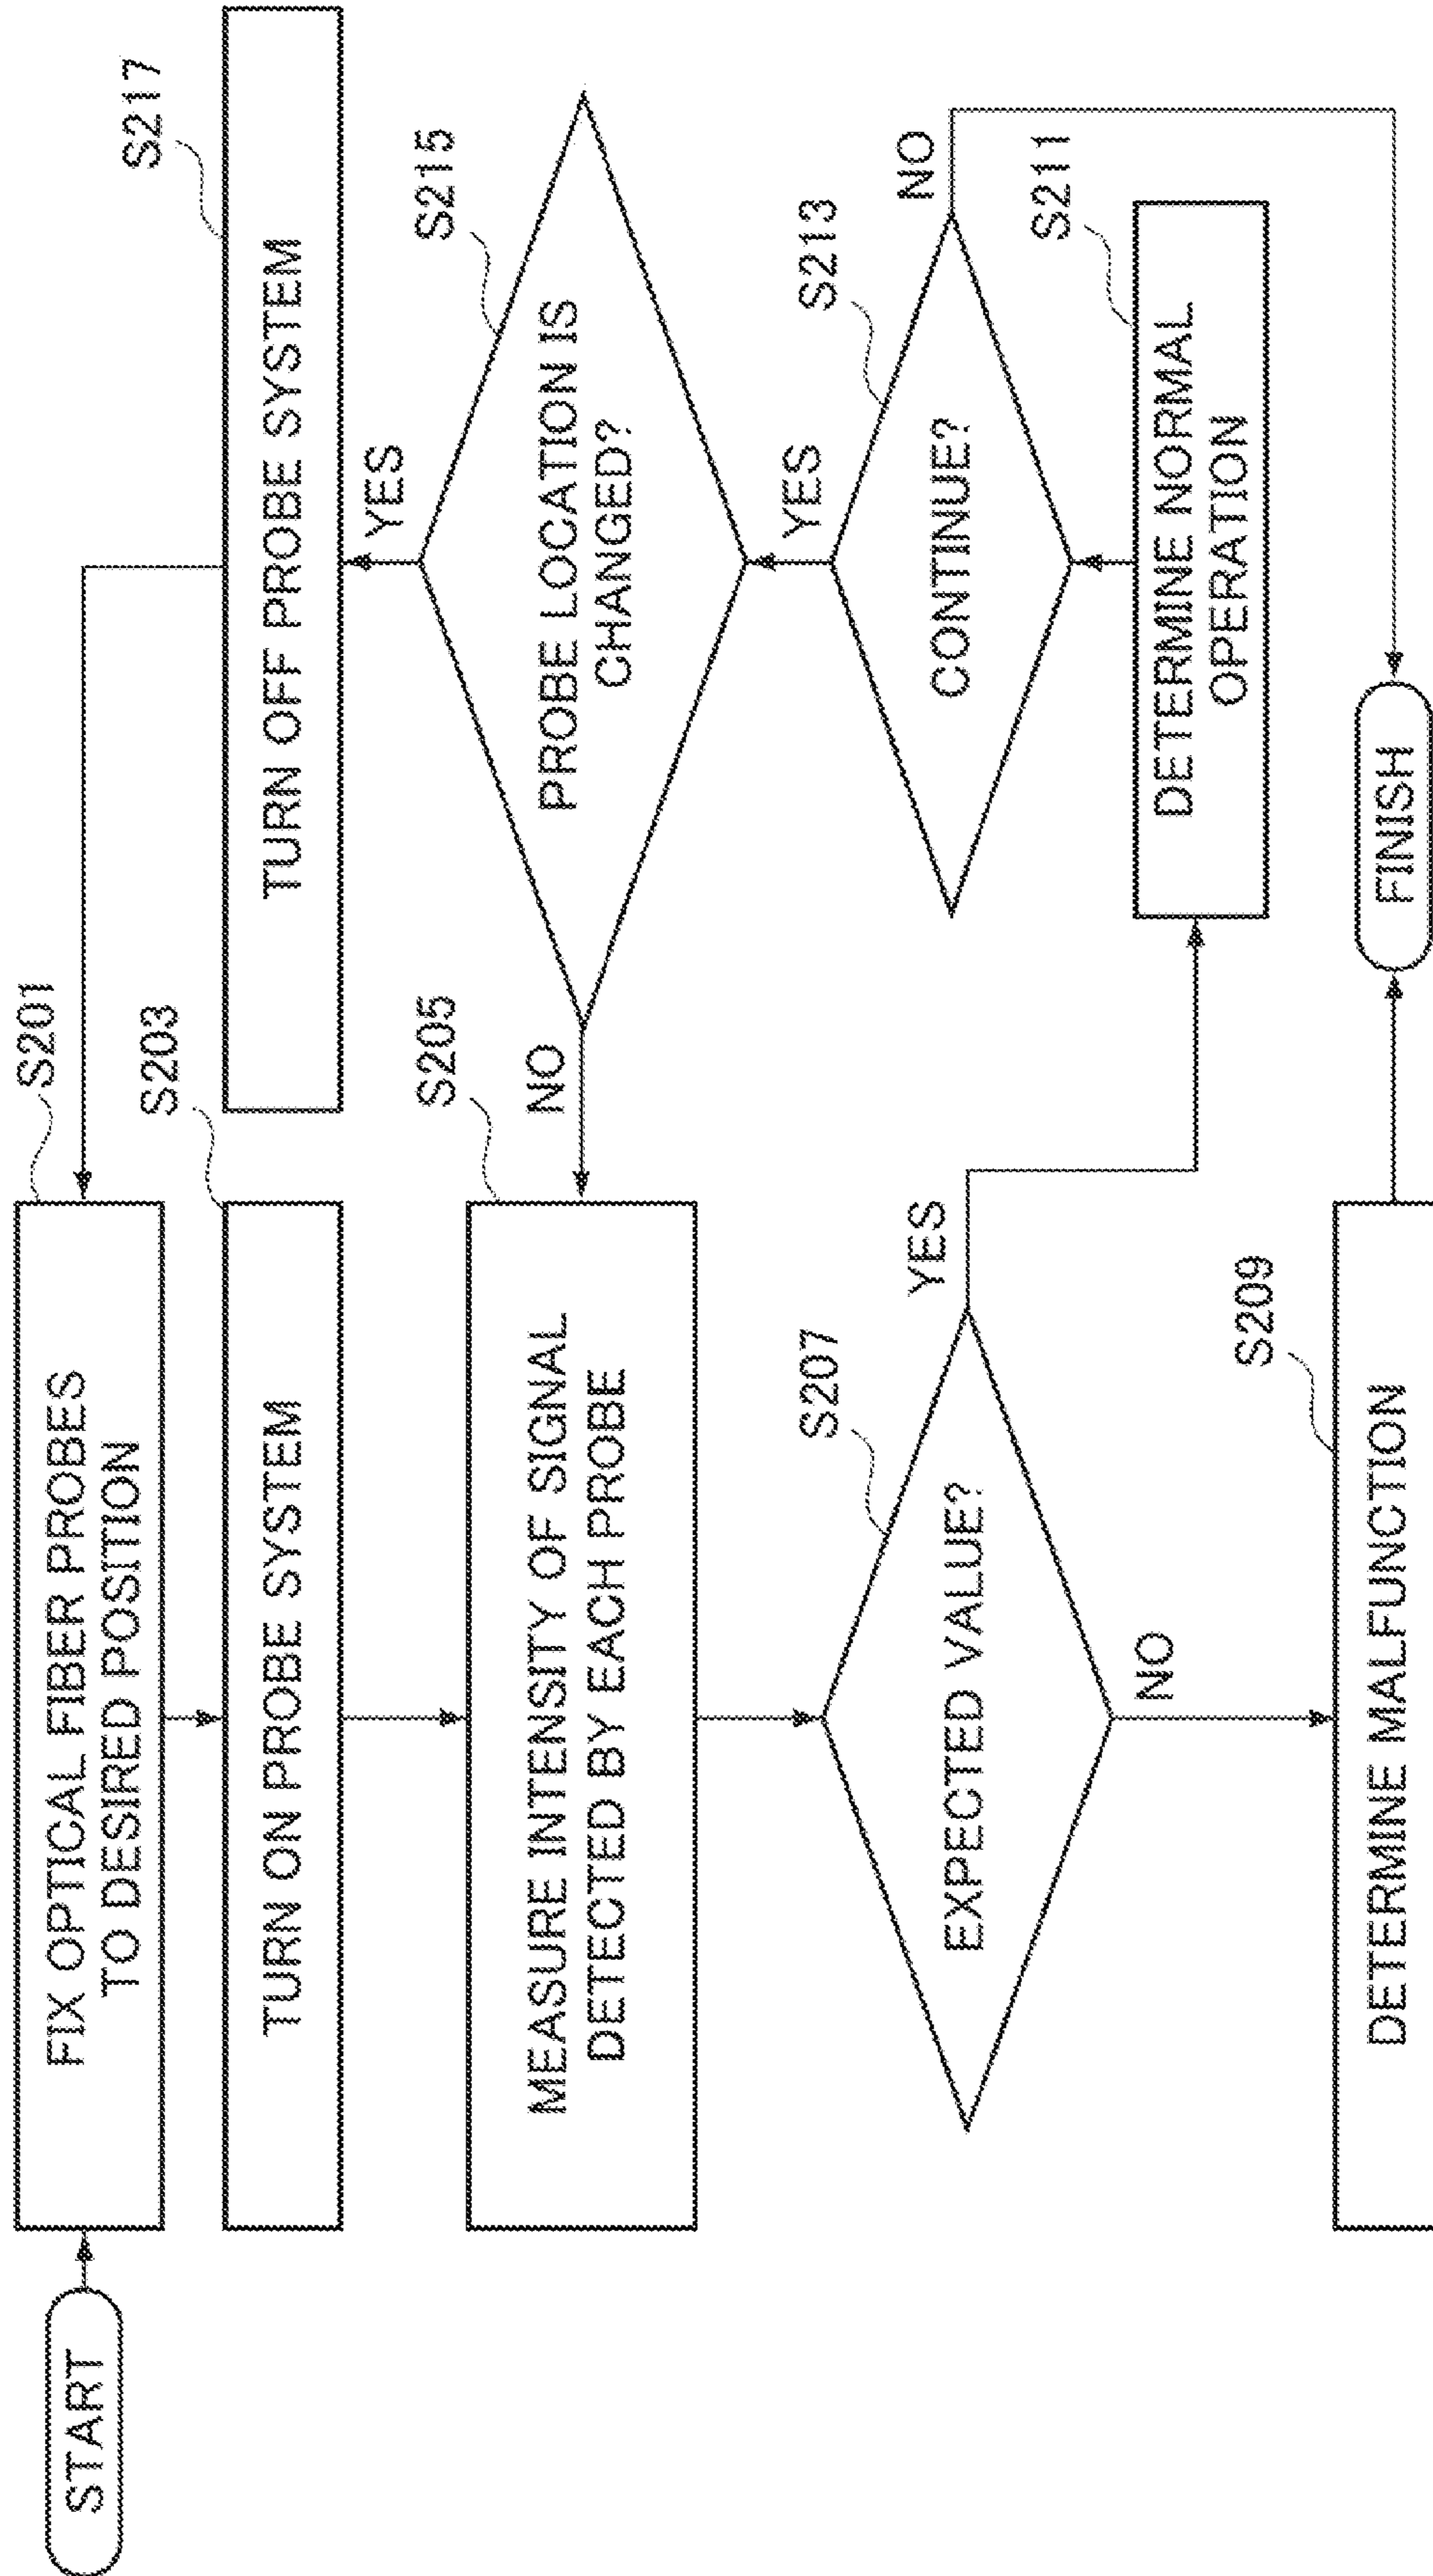 START
S201
FIX OPTICAL FIBER PROBES
TO DESIRED POSITION
S203
TURN ON PROBE SYSTEM
S205
MEASURE INTENSITY OF SIGNAL
DETECTED BY EACH PROBE
S207
EXPECTED VALUE?
YES
NO
S209
DETERMINE MALFUNCTION
S217
TURN OFF PROBE SYSTEM
YES
S215
PROBE LOCATION IS
CHANGED?
NO
YES
S213
CONTINUE?
NO
S211
DETERMINE NORMAL
OPERATION
FINISH